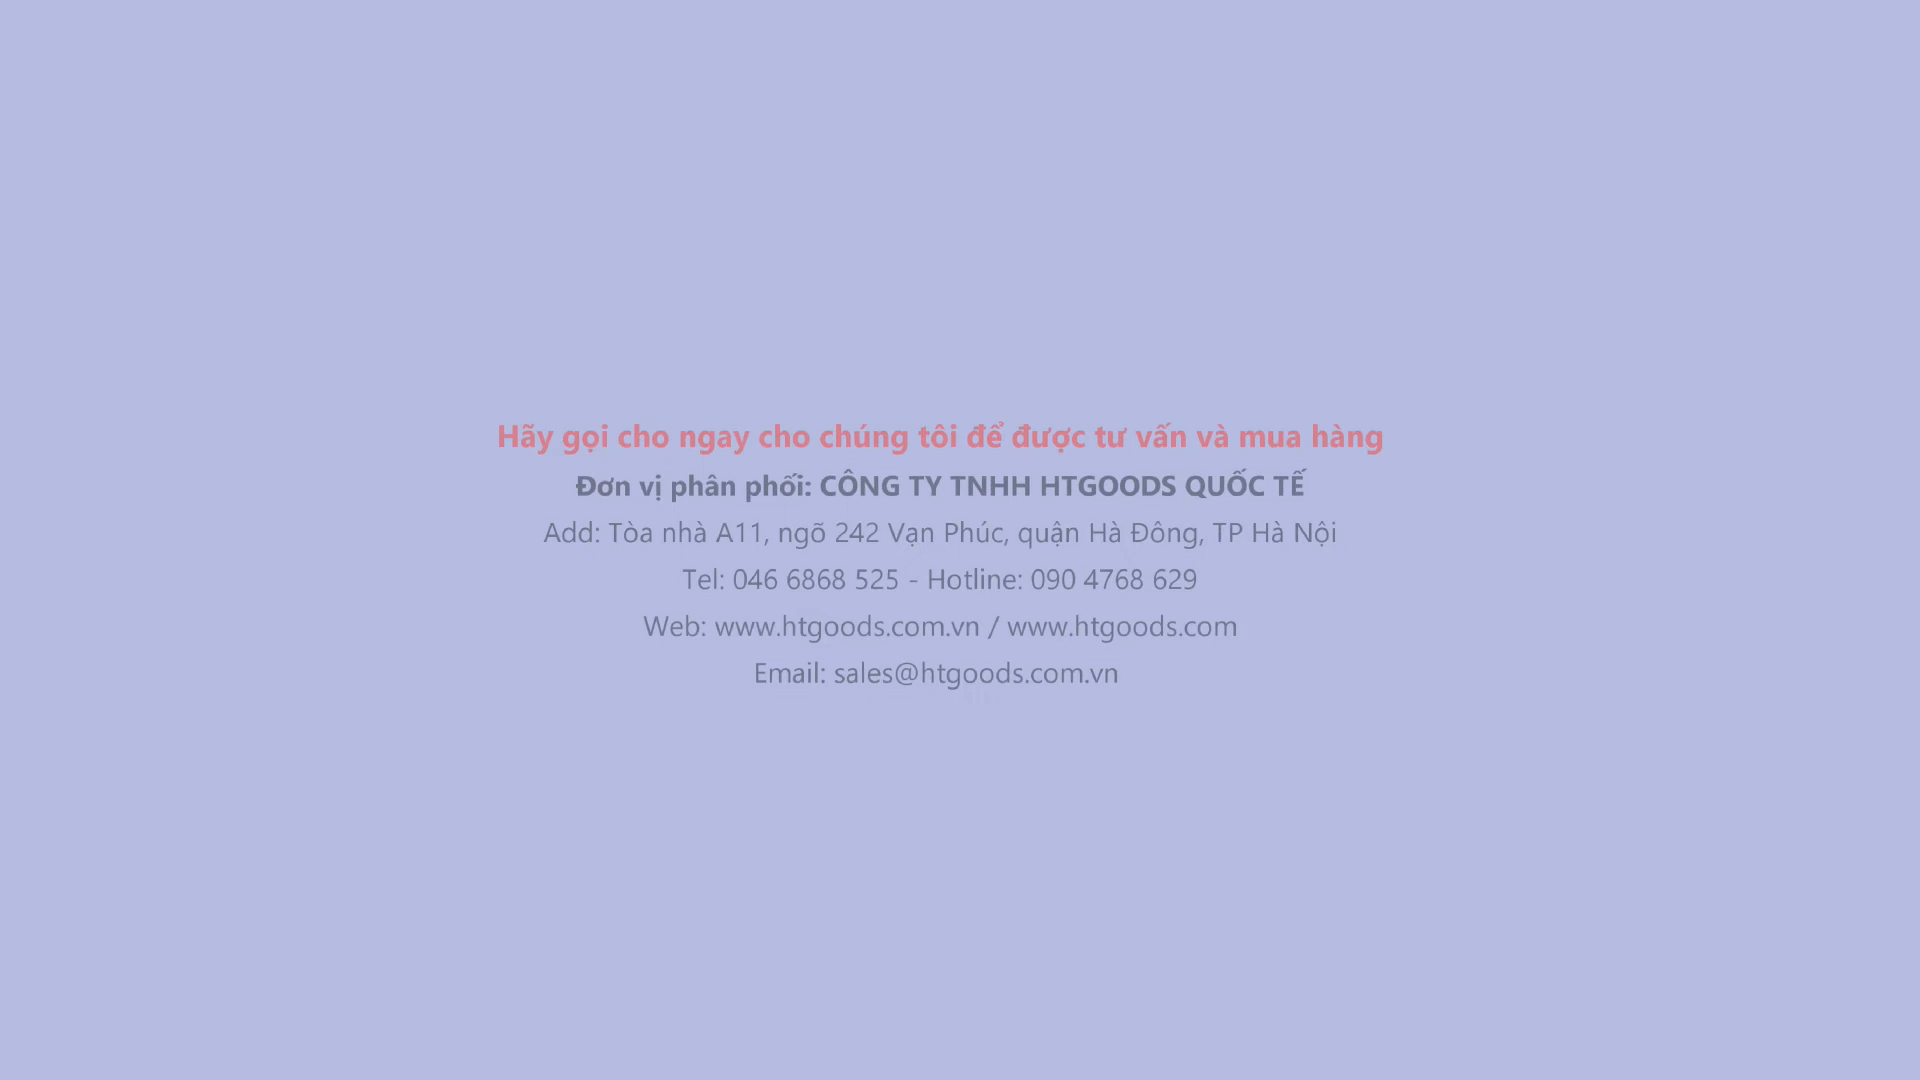 Hãy gọi cho ngay cho chúng tôi để được tư vấn và mua hàng
Đơn vị phân phối: CÔNG TY TNHH HTGOODS QUỐC TẾ
Add: Tòa nhà A11, ngõ 242 Vạn Phúc, quận Hà Đông, TP Hà Nội
Tel: 046 6868 525 - Hotline: 090 4768 629
Web: www.htgoods.com.vn / www.htgoods.com
Email: sales@htgoods.com.vn